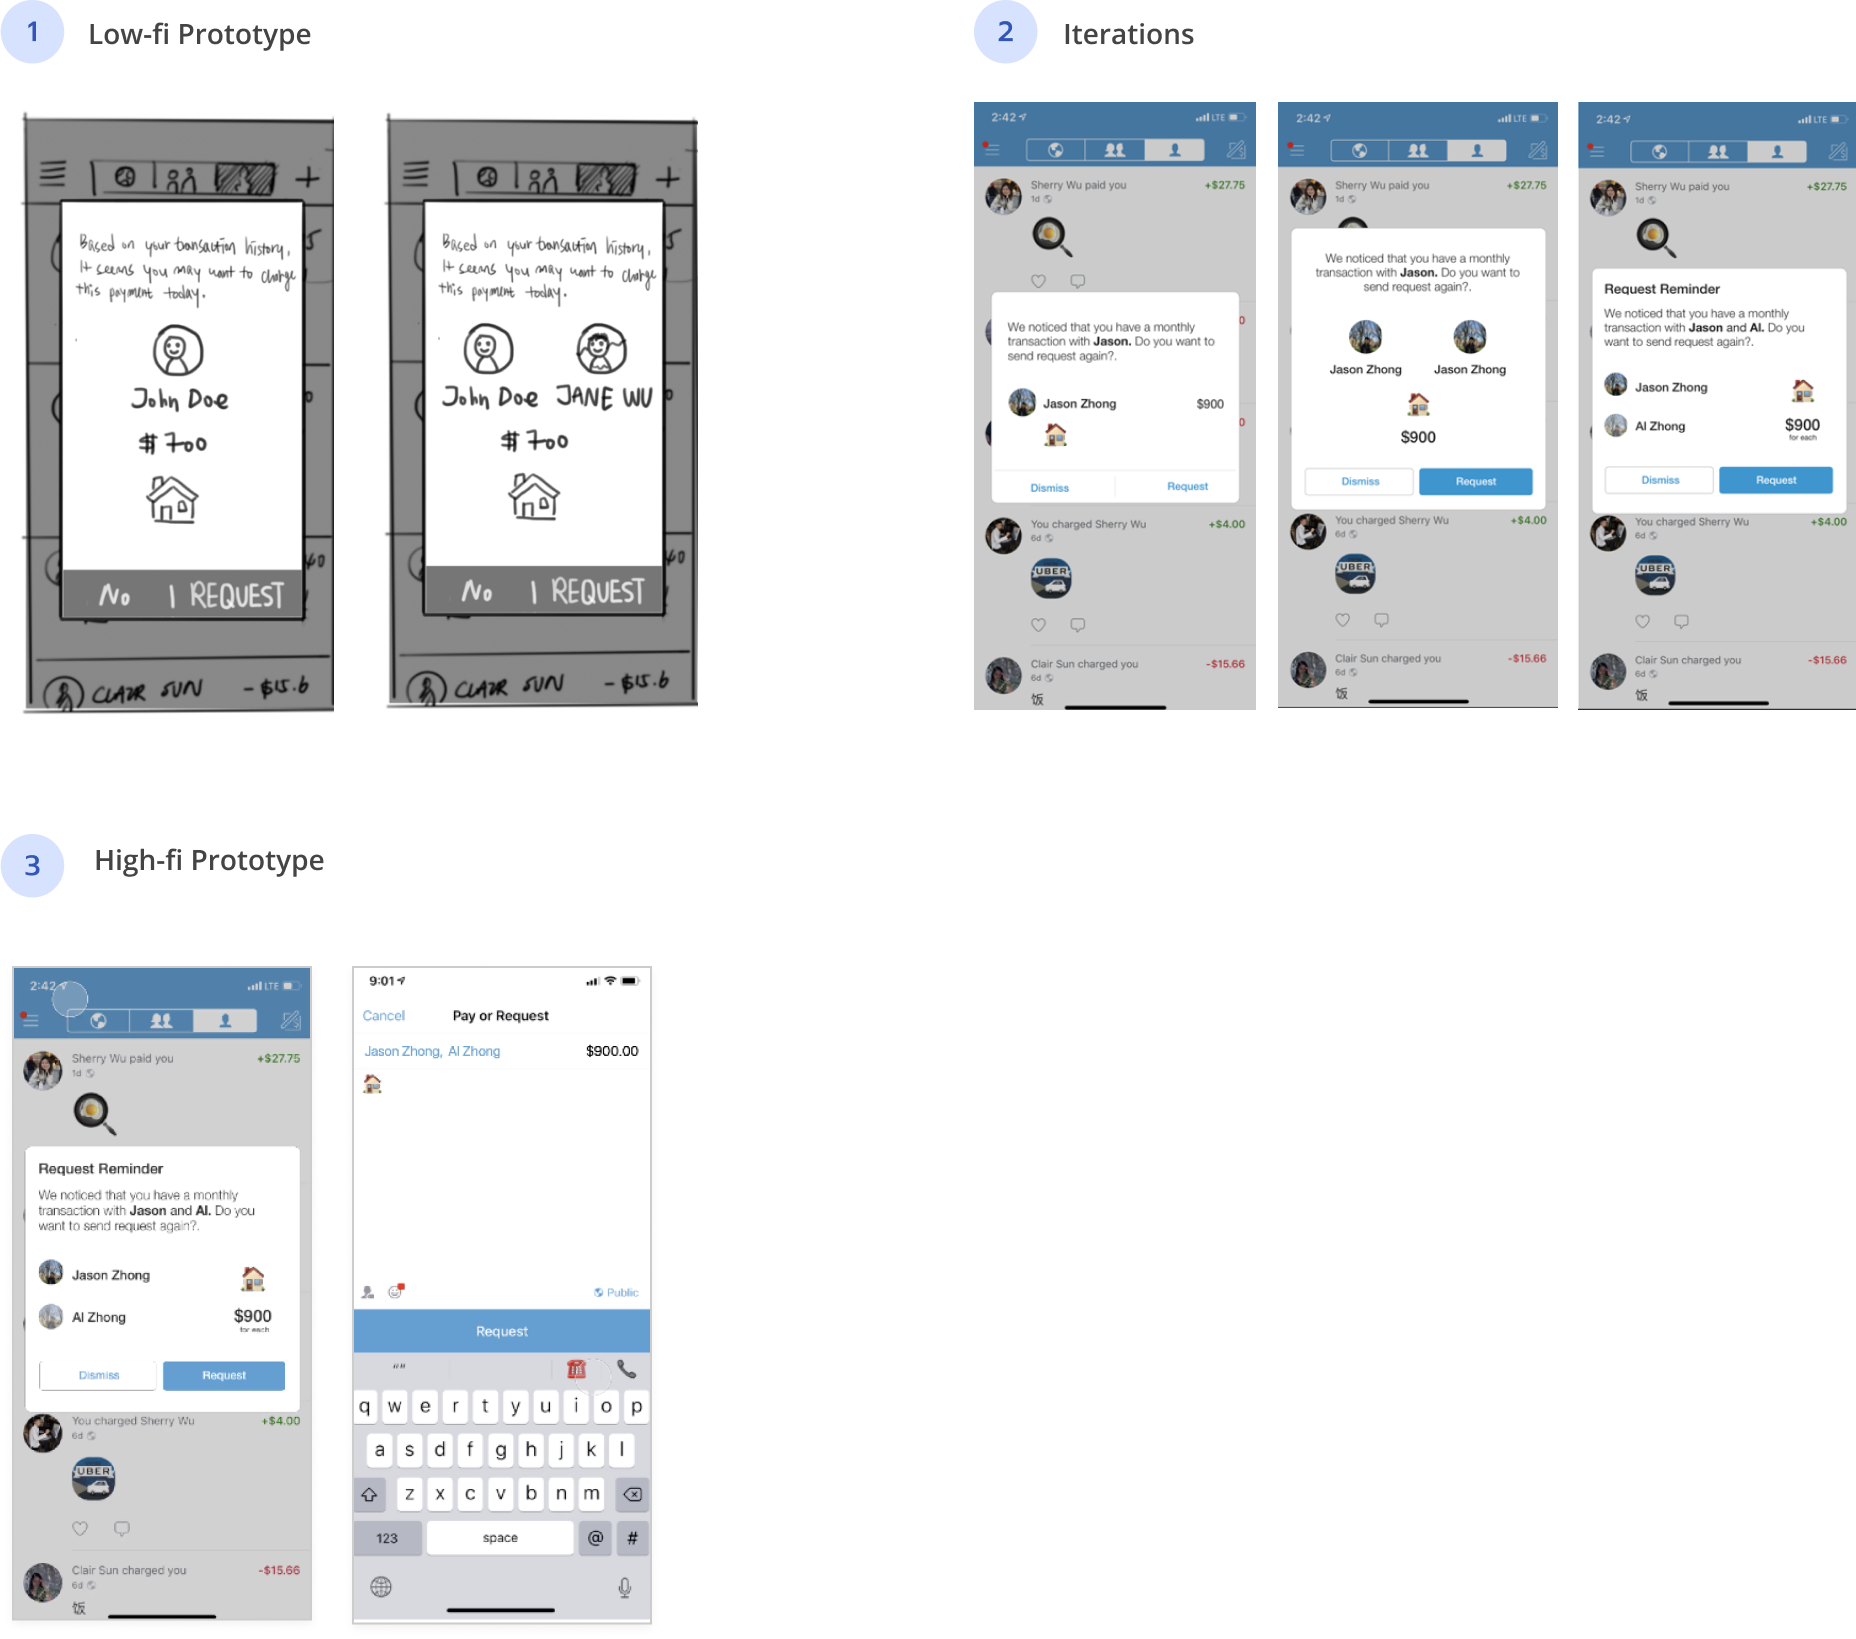 1
Low-fi Prototype
Based on your transaction history,
It seems you may want to charge
this payment today.
John Doe
$700
No | REQUEST
CLAIR SUN -$15.6
Based on your transaction history,
It seems you may want to charge
this payment today.
John Doe JANE WU
$700
No | REQUEST
40
CLAIR SUN -$15.6
2
Iterations
2:42 LTE
Sherry Wu paid you +$27.75
1d
We noticed that you have a monthly
transaction with Jason. Do you want to
send request again?.
Jason Zhong $900
Dismiss Request
You charged Sherry Wu +$4.00
6d
UBER
Clair Sun charged you -$15.66
6d
饭
2:42 LTE
Sherry Wu paid you +$27.75
1d
We noticed that you have a monthly
transaction with Jason. Do you want to
send request again?.
Jason Zhong Jason Zhong
$900
Dismiss Request
You charged Sherry Wu +$4.00
6d
UBER
Clair Sun charged you -$15.66
6d
饭
2:42 LTE
Sherry Wu paid you +$27.75
1d
Request Reminder
We noticed that you have a monthly
transaction with Jason and Al. Do you
want to send request again?.
Jason Zhong
Al Zhong $900
for each
Dismiss Request
You charged Sherry Wu +$4.00
6d
UBER
Clair Sun charged you -$15.66
6d
饭
3
High-fi Prototype
2:42 LTE
Sherry Wu paid you +$27.75
1d
Request Reminder
We noticed that you have a monthly
transaction with Jason and Al. Do you
want to send request again?.
Jason Zhong
Al Zhong $900
for each
Dismiss Request
You charged Sherry Wu +$4.00
6d
UBER
Clair Sun charged you -$15.66
6d
饭
9:01
Cancel Pay or Request
Jason Zhong, Al Zhong $900.00
Public
Request
“”
q w e r t y u i o p
a s d f g h j k l
z x c v b n m
123 space @ #